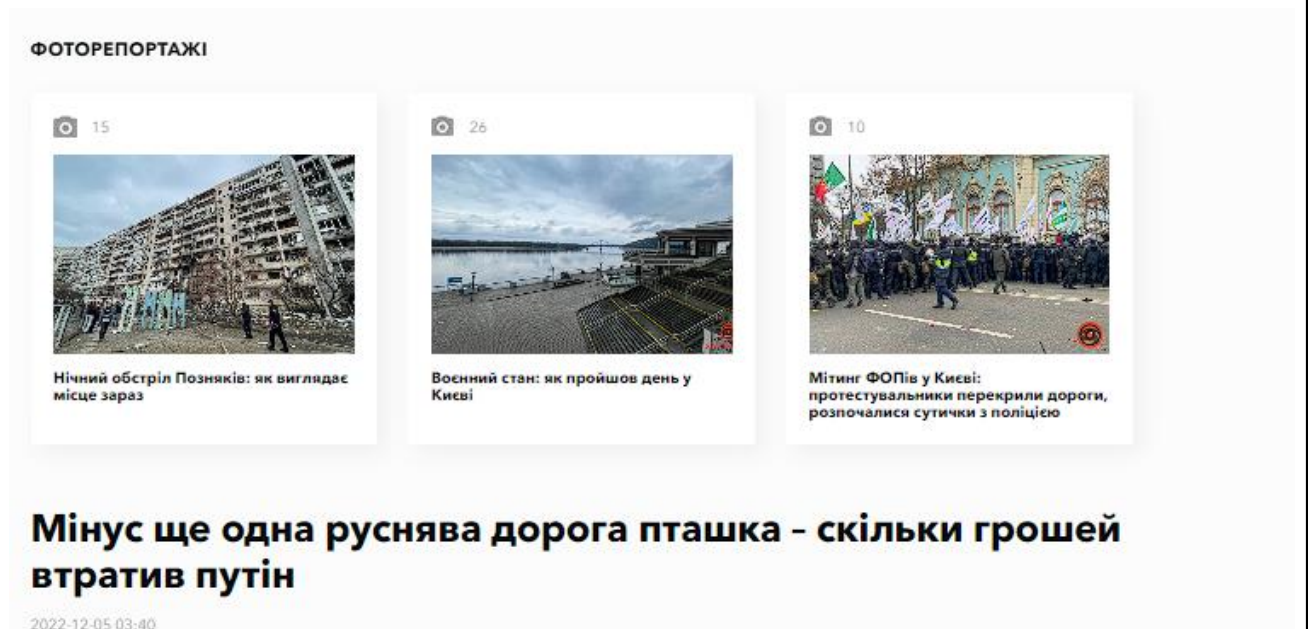 ФОТОРЕПОРТАЖІ
15
26
10
Нічний обстріл Позняків: як виглядає
місце зараз
Воєнний стан: як пройшов день у
Києві
Мітинг ФОПів у Києві:
протестувальники перекрили дороги,
розпочалися сутички з поліцією
Мінус ще одна руснява дорога пташка – скільки грошей
втратив путін
2022-12-05 03:40